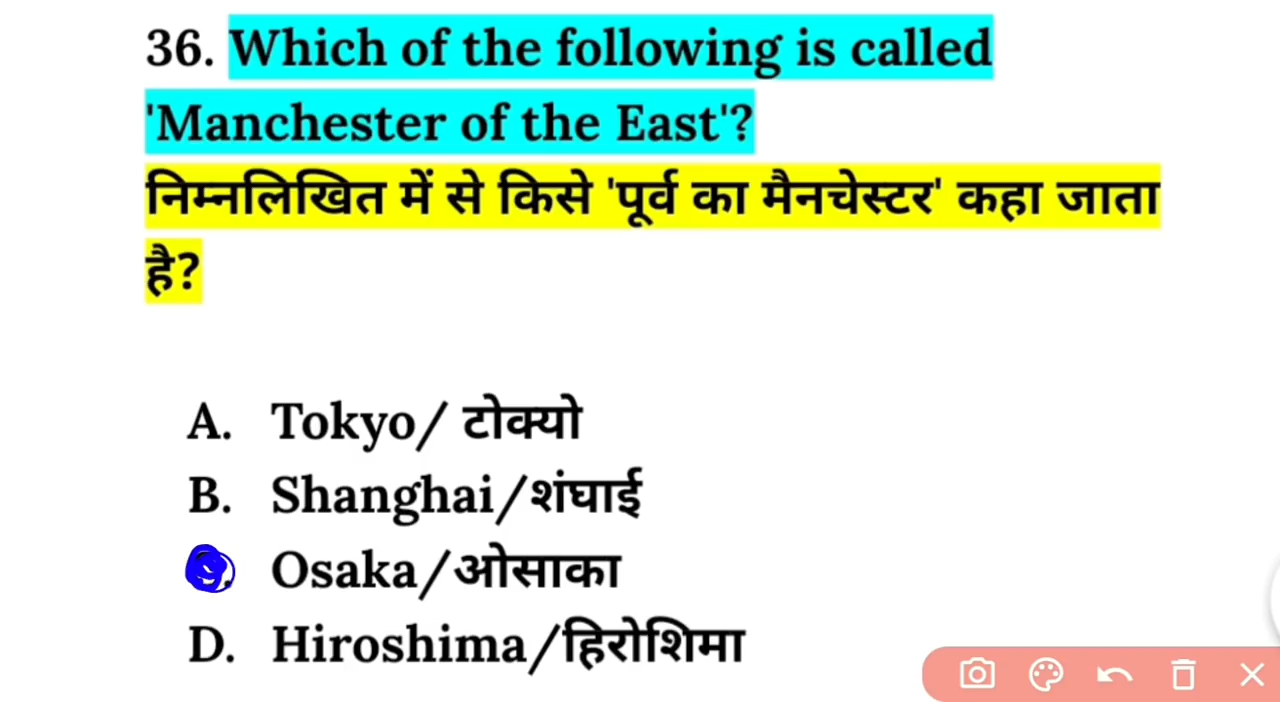 36. Which of the following is called
'Manchester of the East'?
निम्नलिखित में से किसे 'पूर्व का मैनचेस्टर' कहा जाता
है?
A. Tokyo/ टोक्यो
B. Shanghai/शंघाई
Osaka/ओसाका
D. Hiroshima/हिरोशिमा